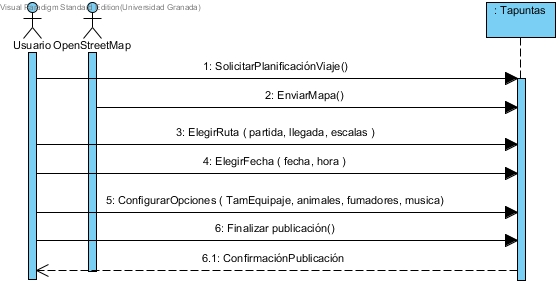 Visual Paradigm Standard Edition(Universidad Granada)
: Tapuntas
Usuario OpenStreetMap
1: SolicitarPlanificaciónViaje()
2: EnviarMapa()
3: ElegirRuta ( partida, llegada, escalas )
4: ElegirFecha ( fecha, hora )
5: ConfigurarOpciones ( TamEquipaje, animales, fumadores, musica)
6: Finalizar publicación()
6.1: ConfirmaciónPublicación